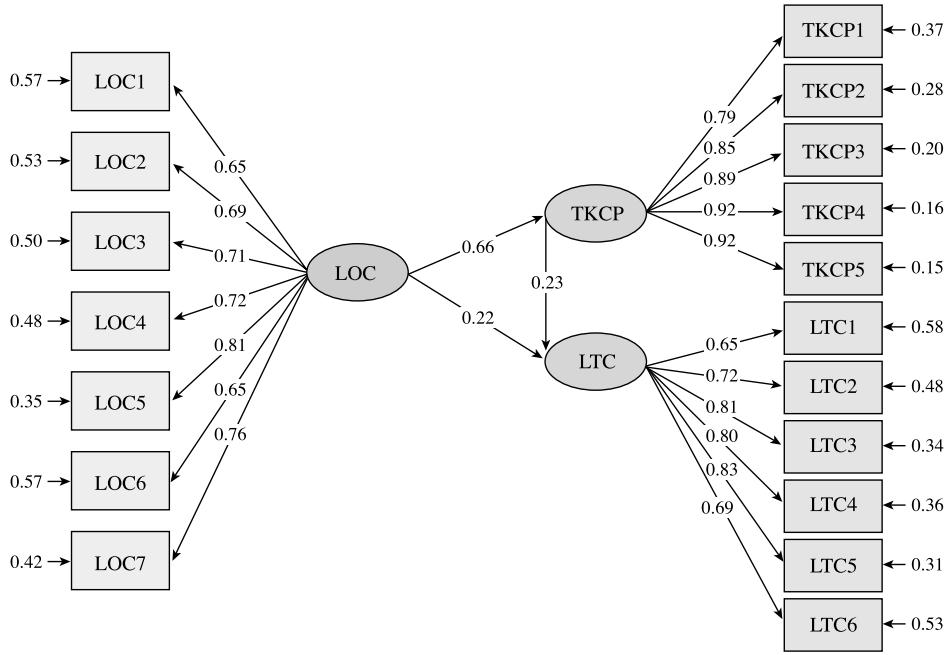 0.57 LOC1
0.53 LOC2
0.50 LOC3
0.48 LOC4
0.35 LOC5
0.57 LOC6
0.42 LOC7
0.65
0.69
0.71
0.72
0.81
0.65
0.76
LOC
0.66
0.22
TKCP
0.23
LTC
0.79
0.85
0.89
0.92
0.92
0.65
0.72
0.81
0.80
0.83
0.69
TKCP1 0.37
TKCP2 0.28
TKCP3 0.20
TKCP4 0.16
TKCP5 0.15
LTC1 0.58
LTC2 0.48
LTC3 0.34
LTC4 0.36
LTC5 0.31
LTC6 0.53